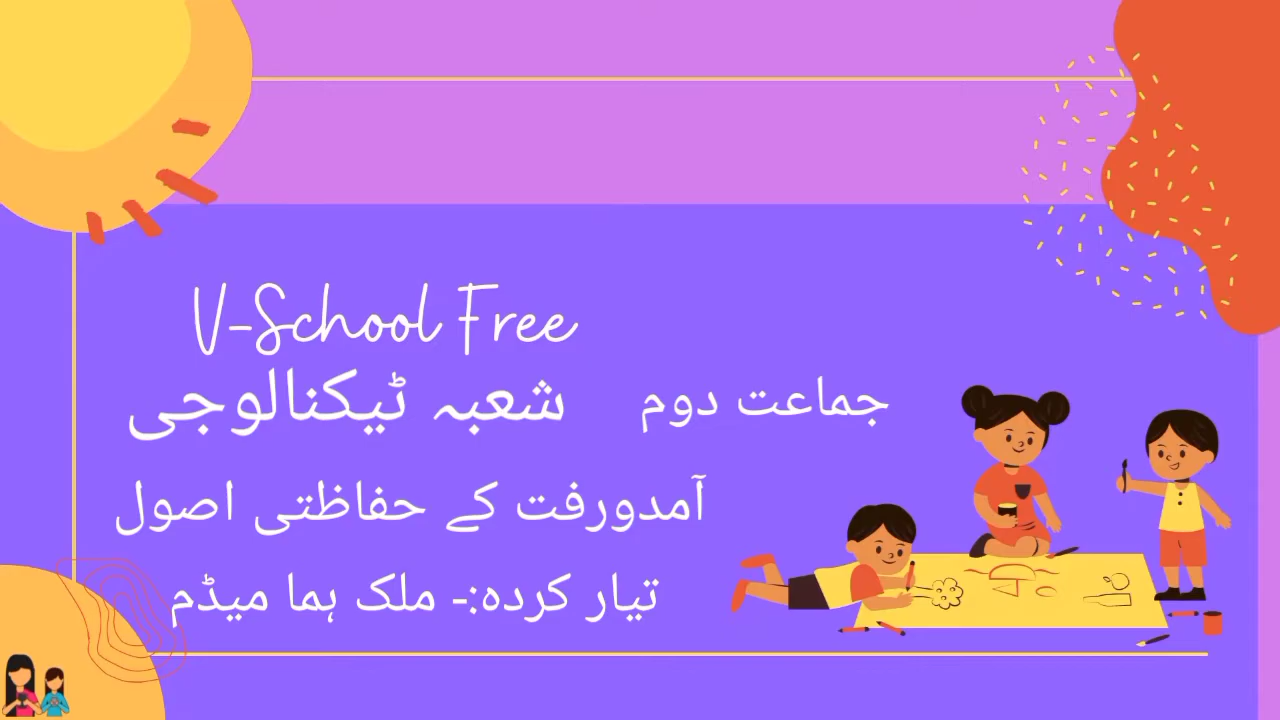 V-School Free
جماعت دوم شعبہ ٹیکنالوجی
آمدورفت کے حفاظتی اصول
تیار کردہ:- ملک ہما میڈم